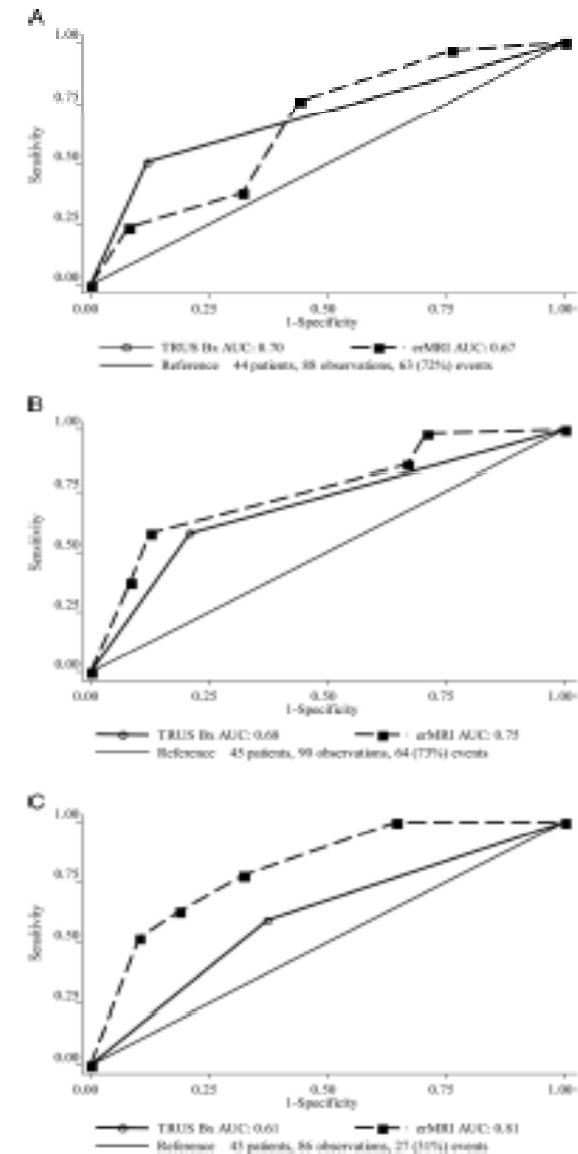 A
1.00
0.75
0.50
0.25
0.00
Sensitivity
0.00 0.25 0.50 0.75 1.00
1-Specificity
TRUS Bx AUC: 0.70 erMRI AUC: 0.67
Reference 44 patients, 88 observations, 63 (72%) events
B
1.00
0.75
0.50
0.25
0.00
Sensitivity
0.00 0.25 0.50 0.75 1.00
1-Specificity
TRUS Bx AUC: 0.68 erMRI AUC: 0.75
Reference 45 patients, 90 observations, 64 (73%) events
C
1.00
0.75
0.50
0.25
0.00
Sensitivity
0.00 0.25 0.50 0.75 1.00
1-Specificity
TRUS Bx AUC: 0.61 erMRI AUC: 0.81
Reference 43 patients, 86 observations, 27 (31%) events